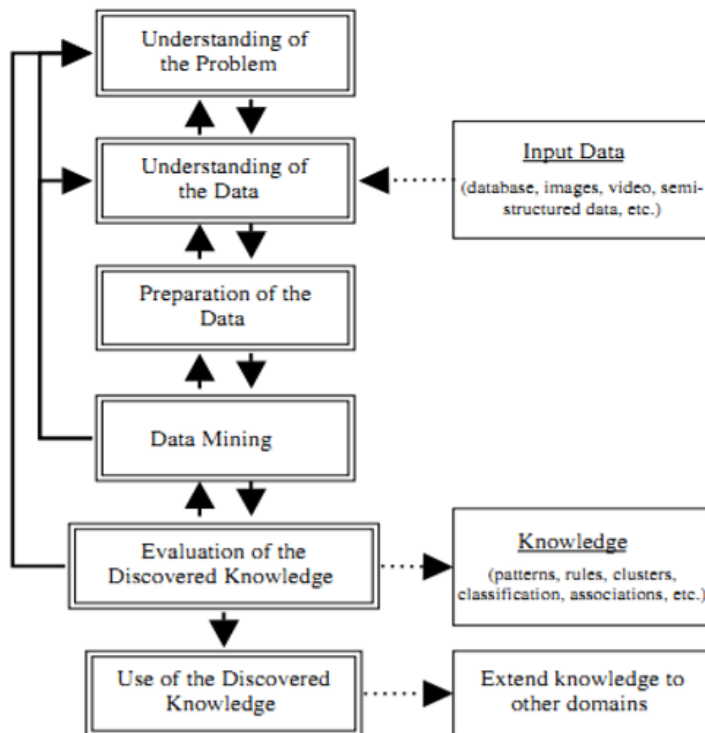 Understanding of
the Problem
Understanding of
the Data
Input Data
(database, images, video, semi-
structured data, etc.)
Preparation of the
Data
Data Mining
Evaluation of the
Discovered Knowledge
Knowledge
(patterns, rules, clusters,
classification, associations, etc.)
Use of the Discovered
Knowledge
Extend knowledge to
other domains